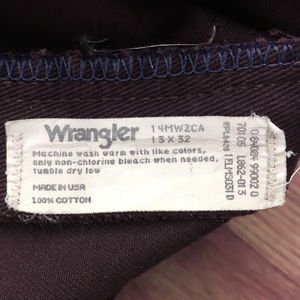 Wrangler 14MWZCA
13 X 32
Machine wash warm with like colors,
only non-chlorine bleach when needed,
tumble dry low
MADE IN USA
100% COTTON